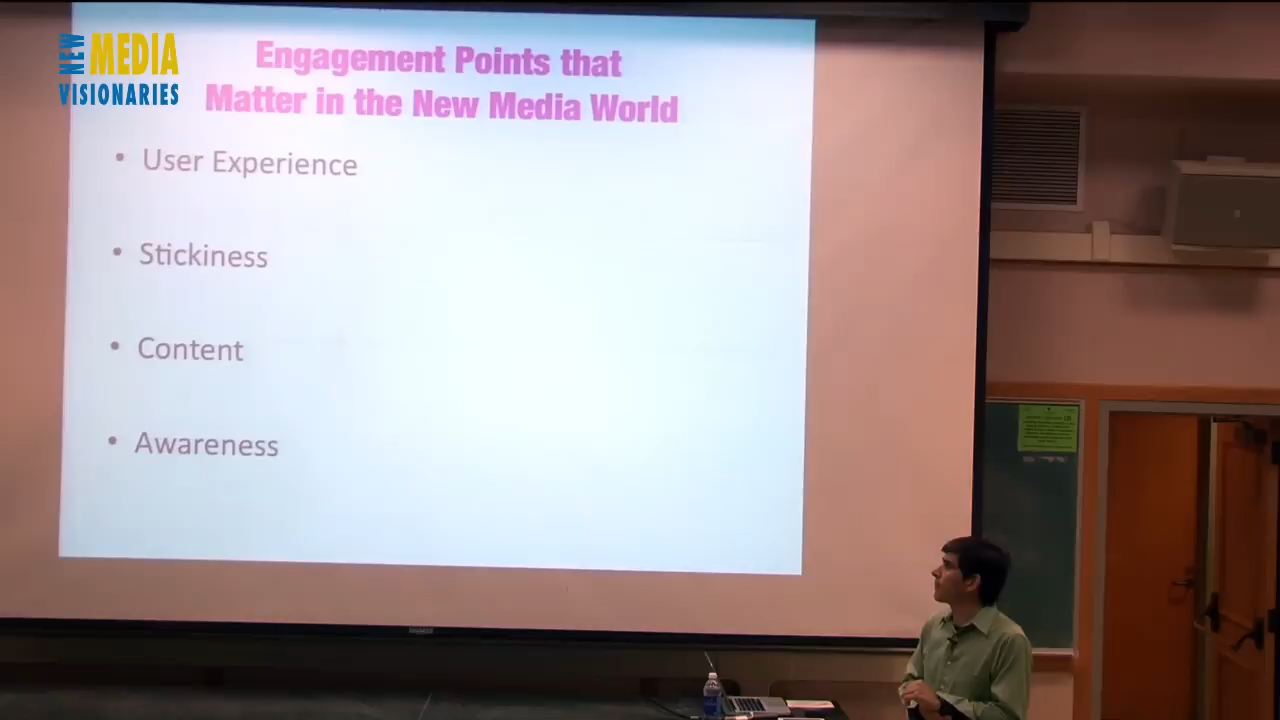 NEW MEDIA
VISIONARIES
Engagement Points that
Matter in the New Media World
• User Experience
• Stickiness
• Content
• Awareness